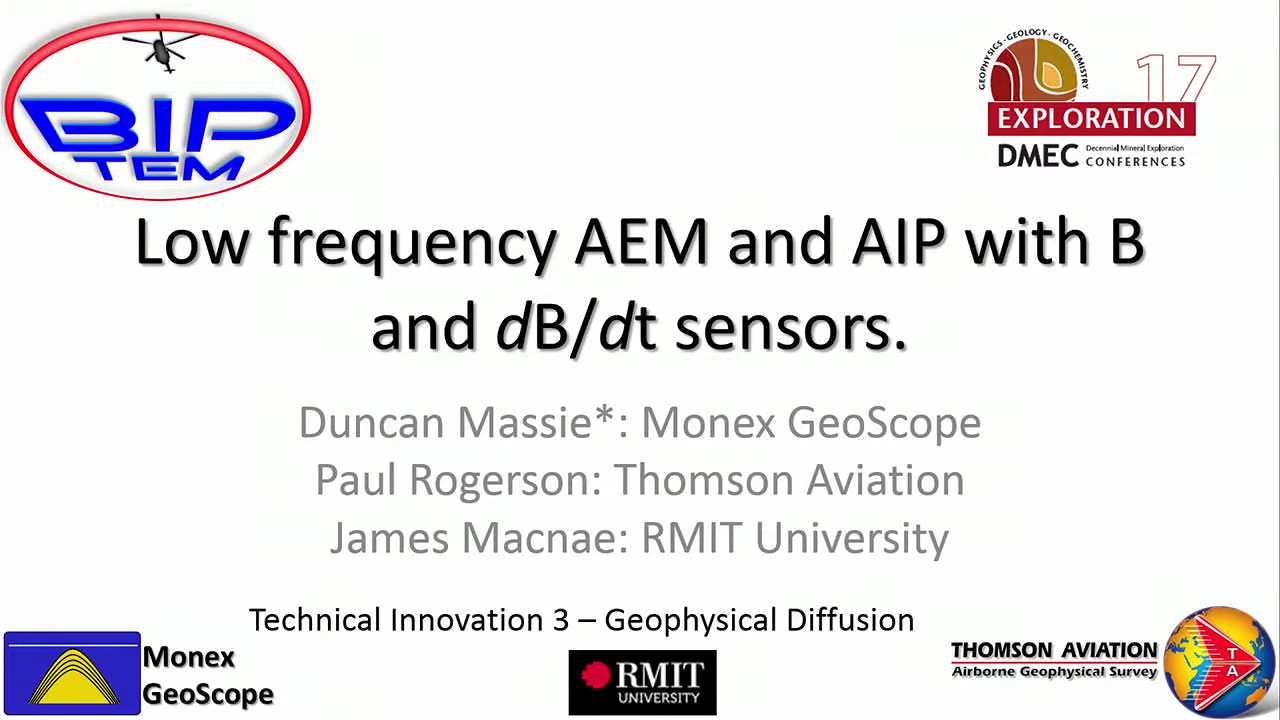 BIP
TEM
GEOPHYSICS · GEOLOGY · GEOCHEMISTRY
17
EXPLORATION
DMEC Decennial Mineral Exploration
CONFERENCES
Low frequency AEM and AIP with B
and dB/dt sensors.
Duncan Massie*: Monex GeoScope
Paul Rogerson: Thomson Aviation
James Macnae: RMIT University
Technical Innovation 3 – Geophysical Diffusion
Monex
GeoScope
RMIT
UNIVERSITY
THOMSON AVIATION
Airborne Geophysical Survey
T
A